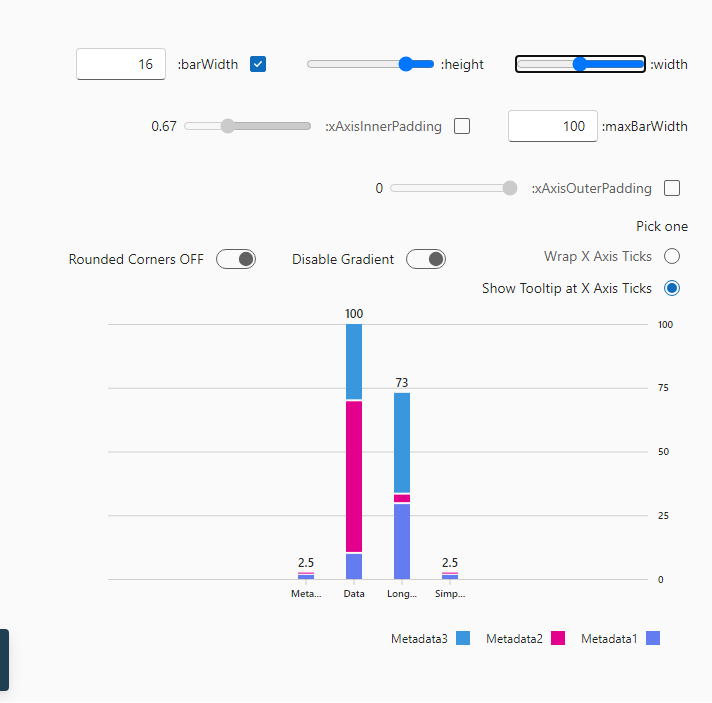 16 :barWidth :height :width
0.67 :xAxisInnerPadding 100 :maxBarWidth
0 :xAxisOuterPadding
Pick one
Rounded Corners OFF Disable Gradient Wrap X Axis Ticks
Show Tooltip at X Axis Ticks
100
100
75
73
50
25
2.5 2.5
0
Meta... Data Long... Simp...
Metadata3 Metadata2 Metadata1